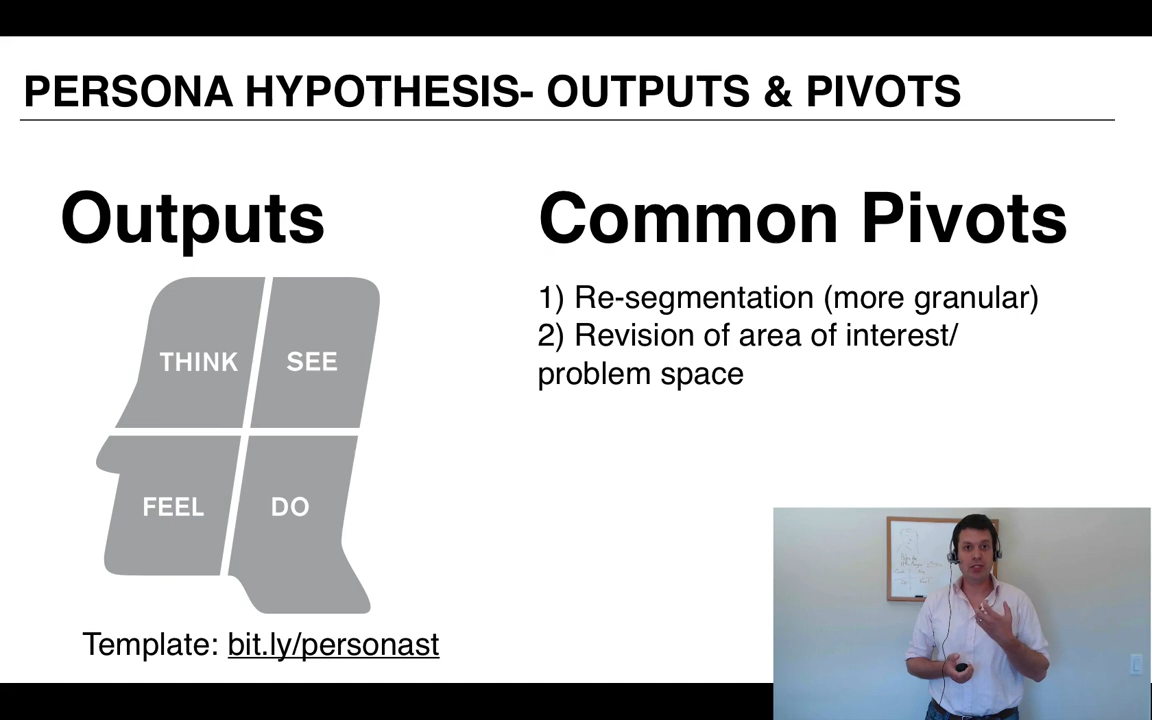 PERSONA HYPOTHESIS- OUTPUTS & PIVOTS
Outputs
THINK
SEE
FEEL
DO
Template: bit.ly/personast
Common Pivots
1) Re-segmentation (more granular)
2) Revision of area of interest/
problem space